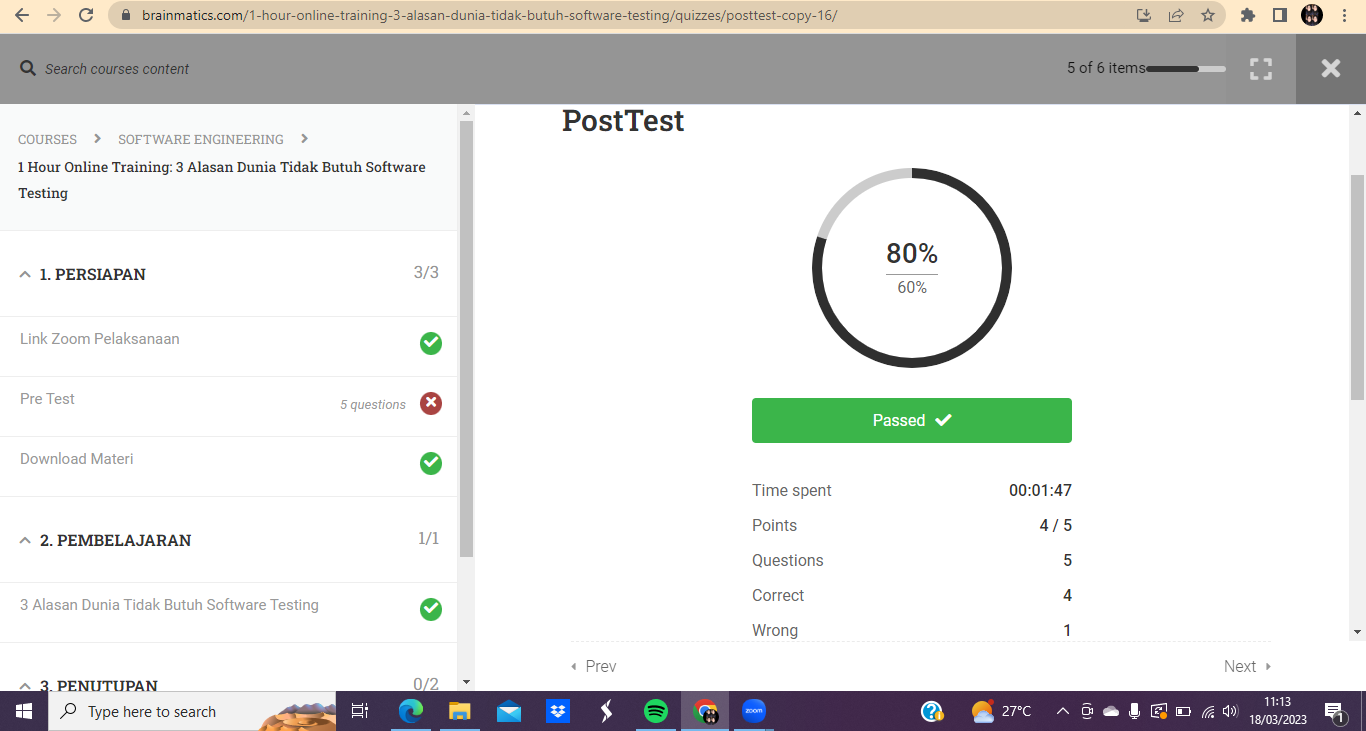 brainmatics.com/1-hour-online-training-3-alasan-dunia-tidak-butuh-software-testing/quizzes/posttest-copy-16/
Search courses content
5 of 6 items
COURSES
SOFTWARE ENGINEERING
1 Hour Online Training: 3 Alasan Dunia Tidak Butuh Software
Testing
1. PERSIAPAN 3/3
Link Zoom Pelaksanaan
Pre Test 5 questions
Download Materi
2. PEMBELAJARAN 1/1
3 Alasan Dunia Tidak Butuh Software Testing
3. PENUTUPAN 0/2
PostTest
80%
60%
Passed
Time spent 00:01:47
Points 4 / 5
Questions 5
Correct 4
Wrong 1
Prev
Next
Type here to search
zoom
27°C
11:13
18/03/2023
1